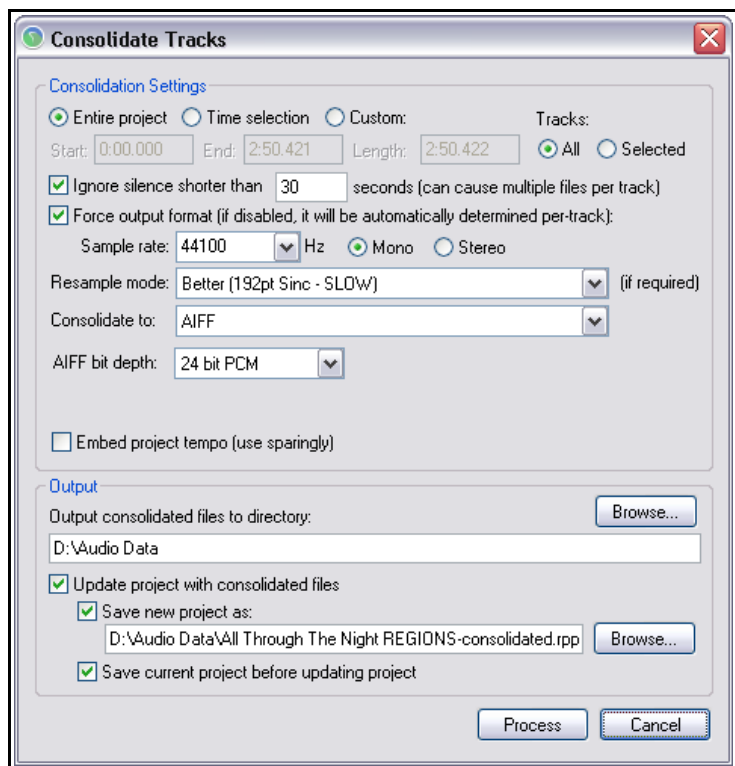 Consolidate Tracks
Consolidation Settings
Entire project Time selection Custom: Tracks:
Start: 0:00.000 End: 2:50.421 Length: 2:50.422 All Selected
Ignore silence shorter than 30 seconds (can cause multiple files per track)
Force output format (if disabled, it will be automatically determined per-track):
Sample rate: 44100 Hz Mono Stereo
Resample mode: Better (192pt Sinc - SLOW) (if required)
Consolidate to: AIFF
AIFF bit depth: 24 bit PCM
Embed project tempo (use sparingly)
Output
Output consolidated files to directory: Browse...
D:\Audio Data
Update project with consolidated files
Save new project as:
D:\Audio Data\All Through The Night REGIONS-consolidated.rpp Browse...
Save current project before updating project
Process Cancel